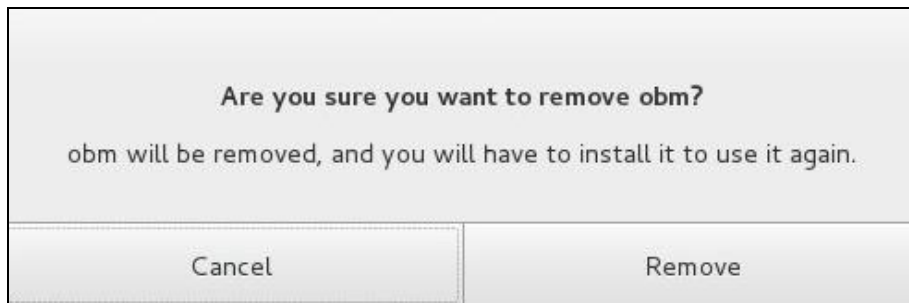 Are you sure you want to remove obm?
obm will be removed, and you will have to install it to use it again.
Cancel
Remove